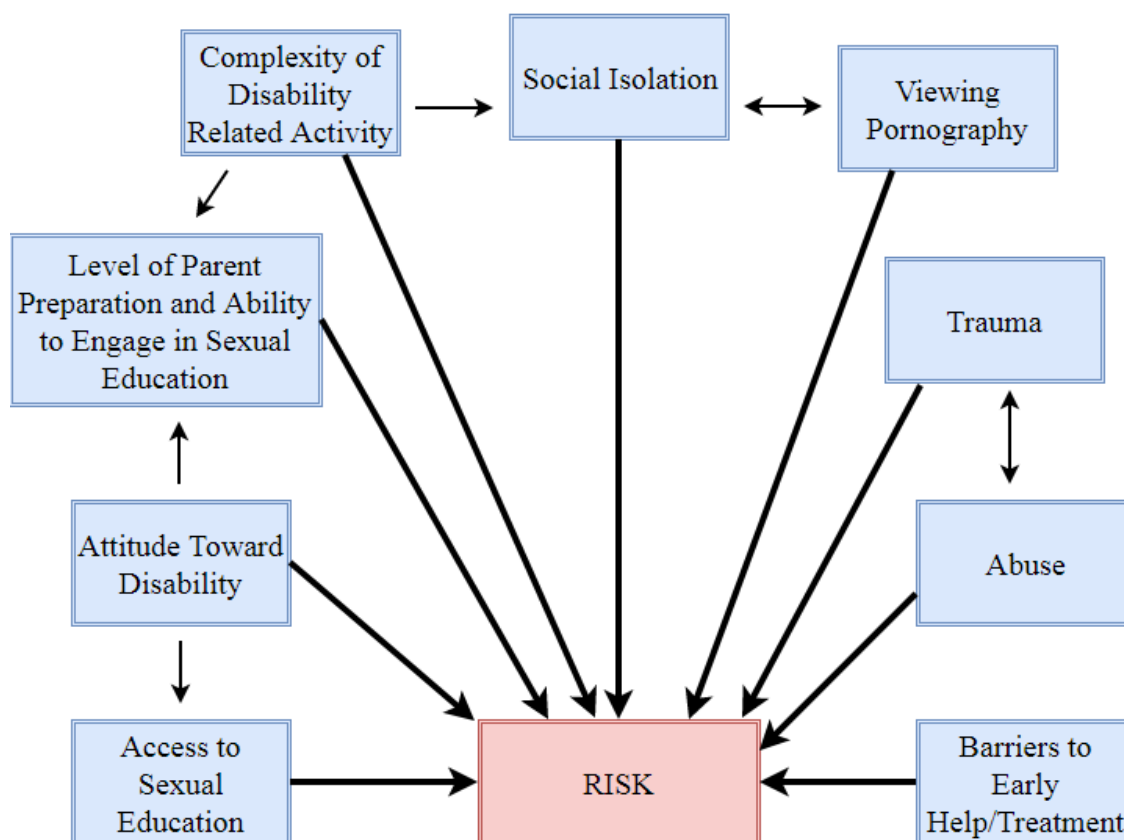 Complexity of
Disability
Related Activity
Social Isolation
Viewing
Pornography
Level of Parent
Preparation and Ability
to Engage in Sexual
Education
Trauma
Attitude Toward
Disability
Abuse
Access to
Sexual
Education
RISK
Barriers to
Early
Help/Treatment